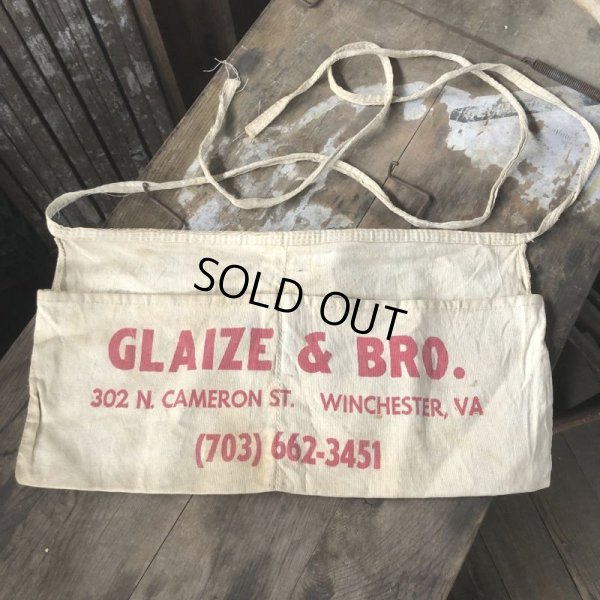 SOLD OUT
GLAIZE & BRO.
302 N. CAMERON ST. WINCHESTER, VA
(703) 662-3451